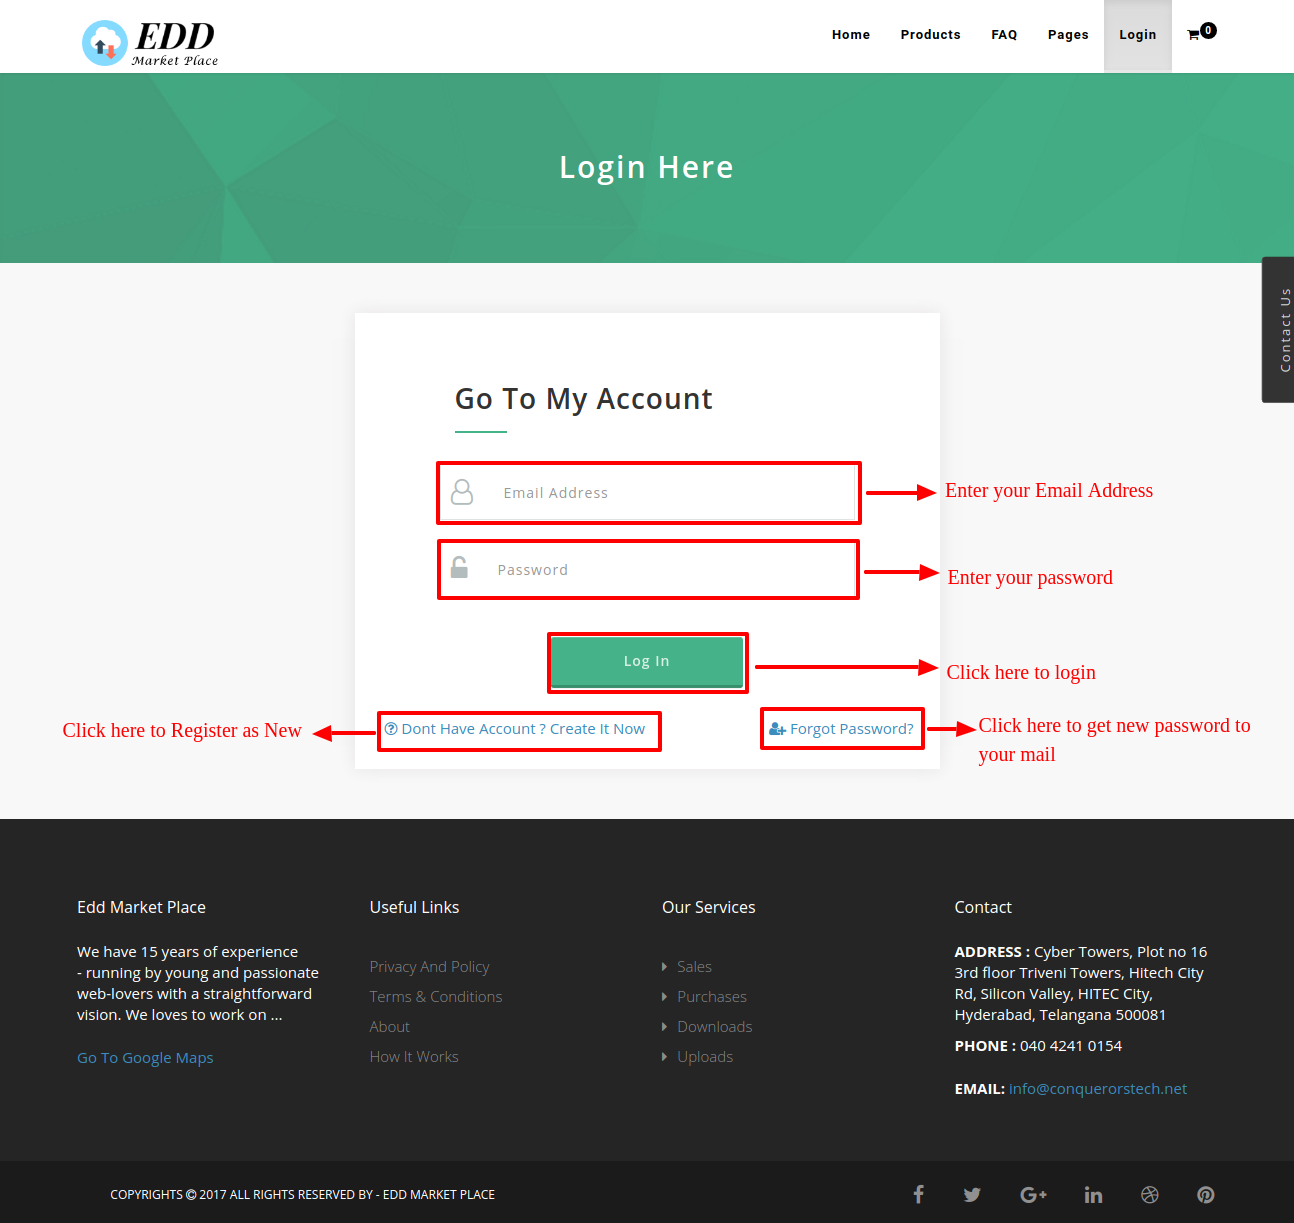 EDD
Market Place
Home Products FAQ Pages Login 0
Login Here
Contact Us
Go To My Account
Email Address
Enter your Email Address
Password
Enter your password
Log In
Click here to login
Click here to Register as New
Dont Have Account ? Create It Now
Forgot Password?
Click here to get new password to
your mail
Edd Market Place
We have 15 years of experience
- running by young and passionate
web-lovers with a straightforward
vision. We loves to work on ...
Go To Google Maps
Useful Links
Privacy And Policy
Terms & Conditions
About
How It Works
Our Services
Sales
Purchases
Downloads
Uploads
Contact
ADDRESS : Cyber Towers, Plot no 16
3rd floor Triveni Towers, Hitech City
Rd, Silicon Valley, HITEC City,
Hyderabad, Telangana 500081
PHONE : 040 4241 0154
EMAIL: info@conquerorstech.net
COPYRIGHTS © 2017 ALL RIGHTS RESERVED BY - EDD MARKET PLACE